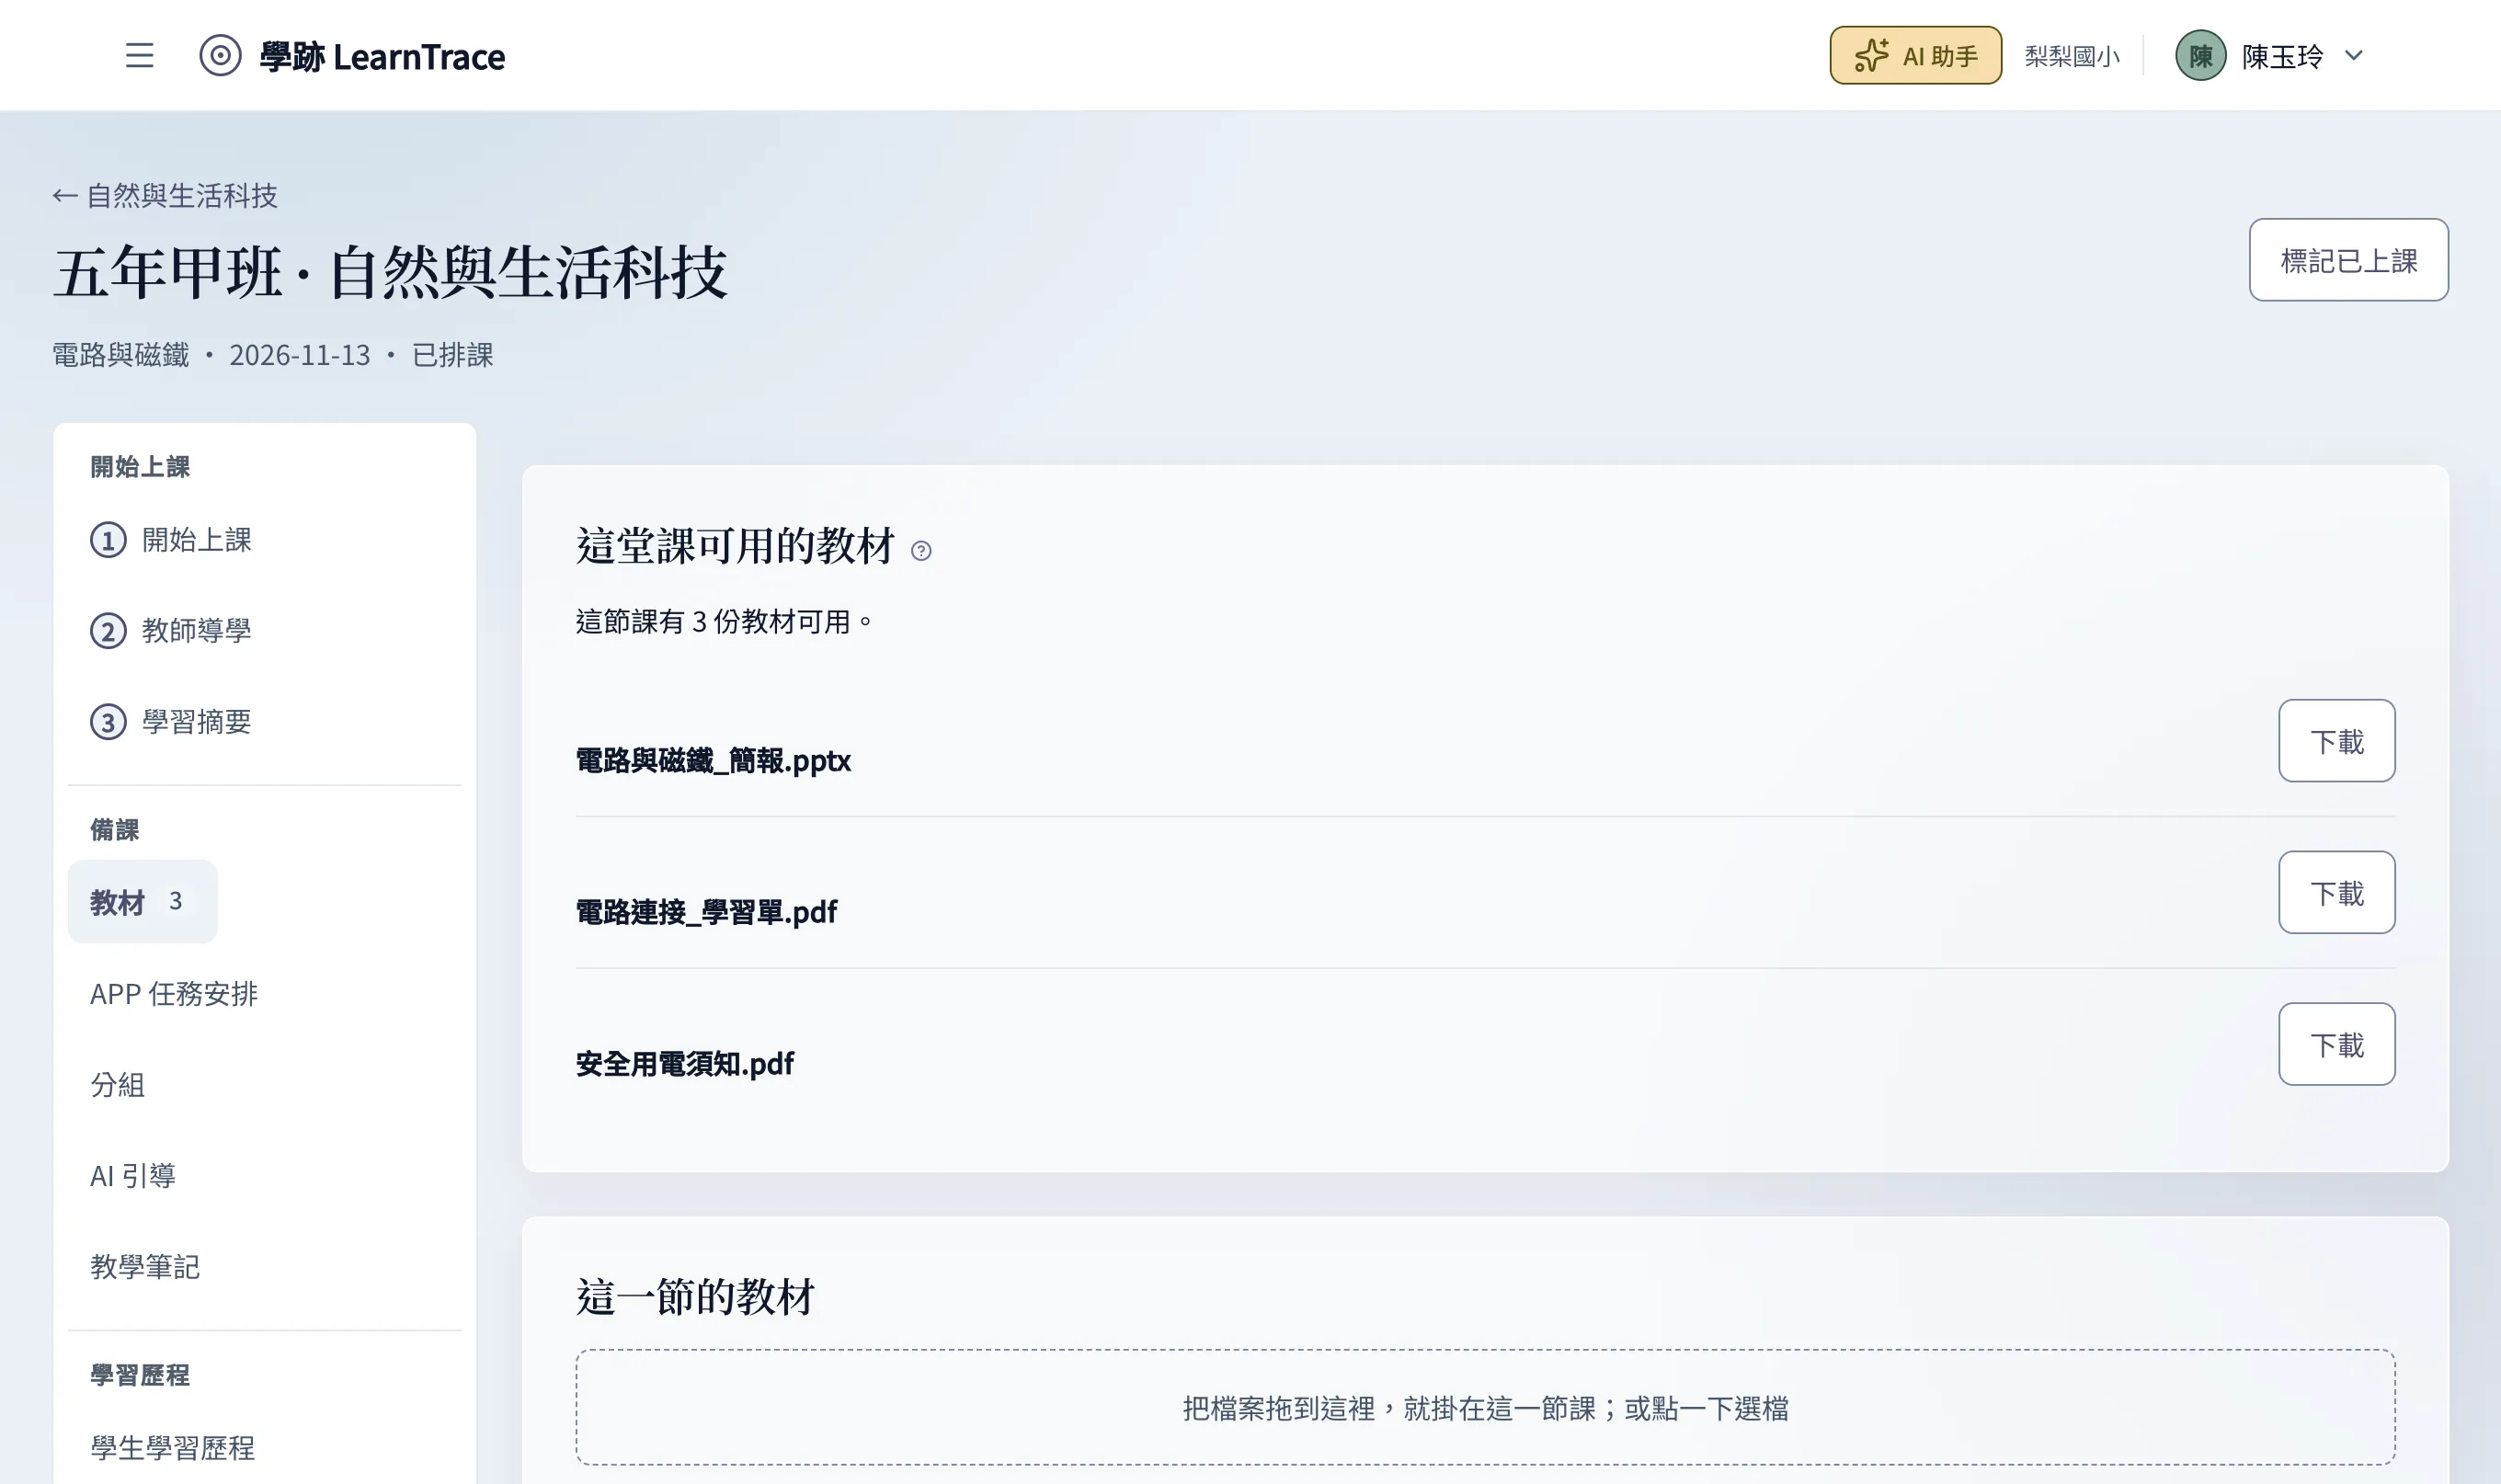 學跡 LearnTrace
AI 助手
梨梨國小
陳
陳玉玲
← 自然與生活科技
五年甲班 · 自然與生活科技
標記已上課
電路與磁鐵 · 2026-11-13 · 已排課
開始上課
1 開始上課
2 教師導學
3 學習摘要
備課
教材 3
APP 任務安排
分組
AI 引導
教學筆記
學習歷程
學生學習歷程
這堂課可用的教材 ?
這節課有 3 份教材可用。
電路與磁鐵_簡報.pptx
下載
電路連接_學習單.pdf
下載
安全用電須知.pdf
下載
這一節的教材
把檔案拖到這裡，就掛在這一節課；或點一下選檔